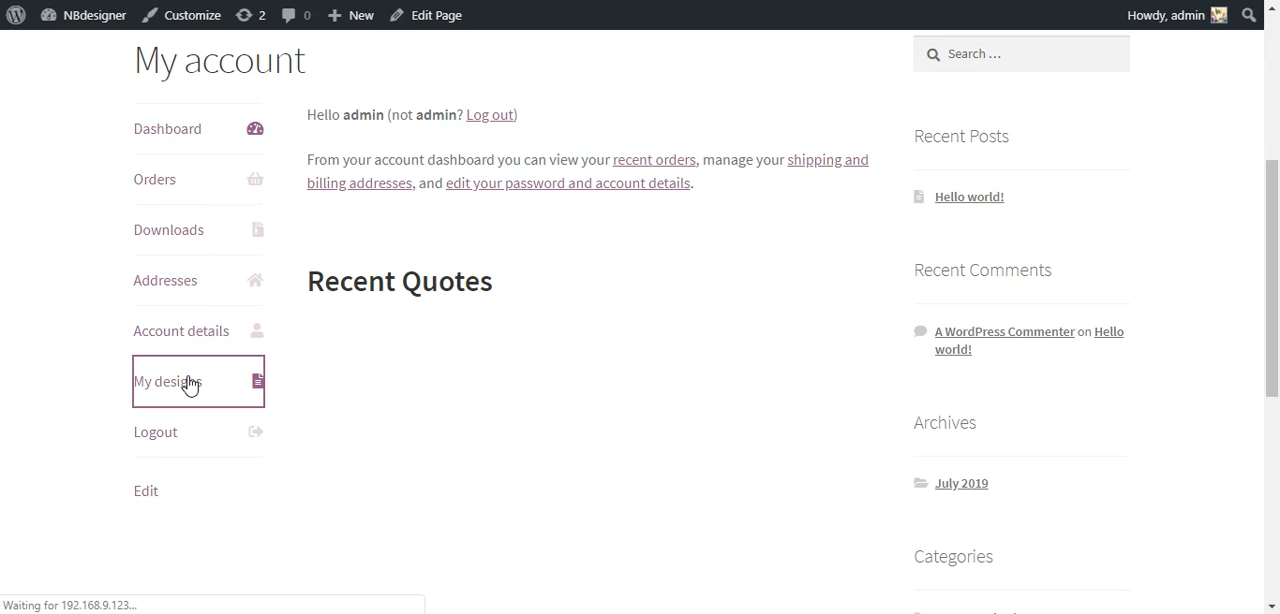 NBdesigner Customize 2 0 New Edit Page Howdy, admin
My account
Dashboard
Orders
Downloads
Addresses
Account details
My designs
Logout
Edit
Hello admin (not admin? Log out)
From your account dashboard you can view your recent orders, manage your shipping and
billing addresses, and edit your password and account details.
Recent Quotes
Search ...
Recent Posts
Hello world!
Recent Comments
A WordPress Commenter on Hello
world!
Archives
July 2019
Categories
Waiting for 192.168.9.123...